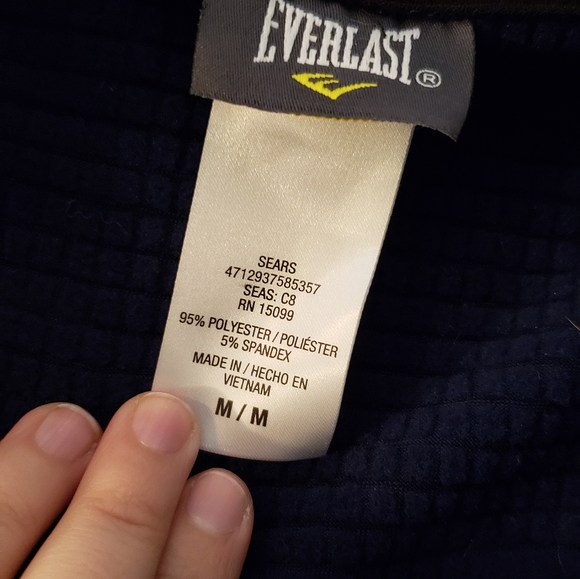 EVERLAST®
SEARS
4712937585357
SEAS: C8
RN 15099
95% POLYESTER / POLIÉSTER
5% SPANDEX
MADE IN / HECHO EN
VIETNAM
M / M